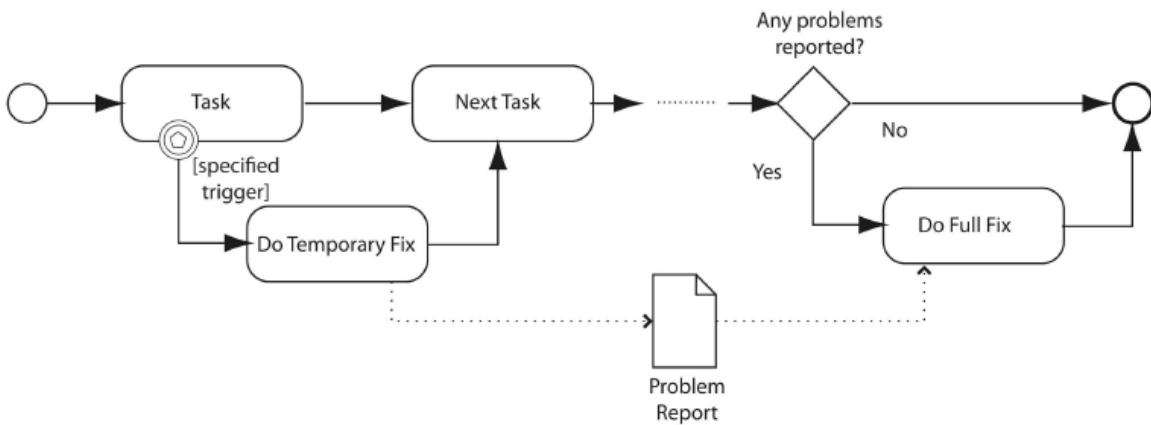 Any problems
reported?
Task
Next Task
No
[specified
trigger]
Yes
Do Temporary Fix
Do Full Fix
Problem
Report